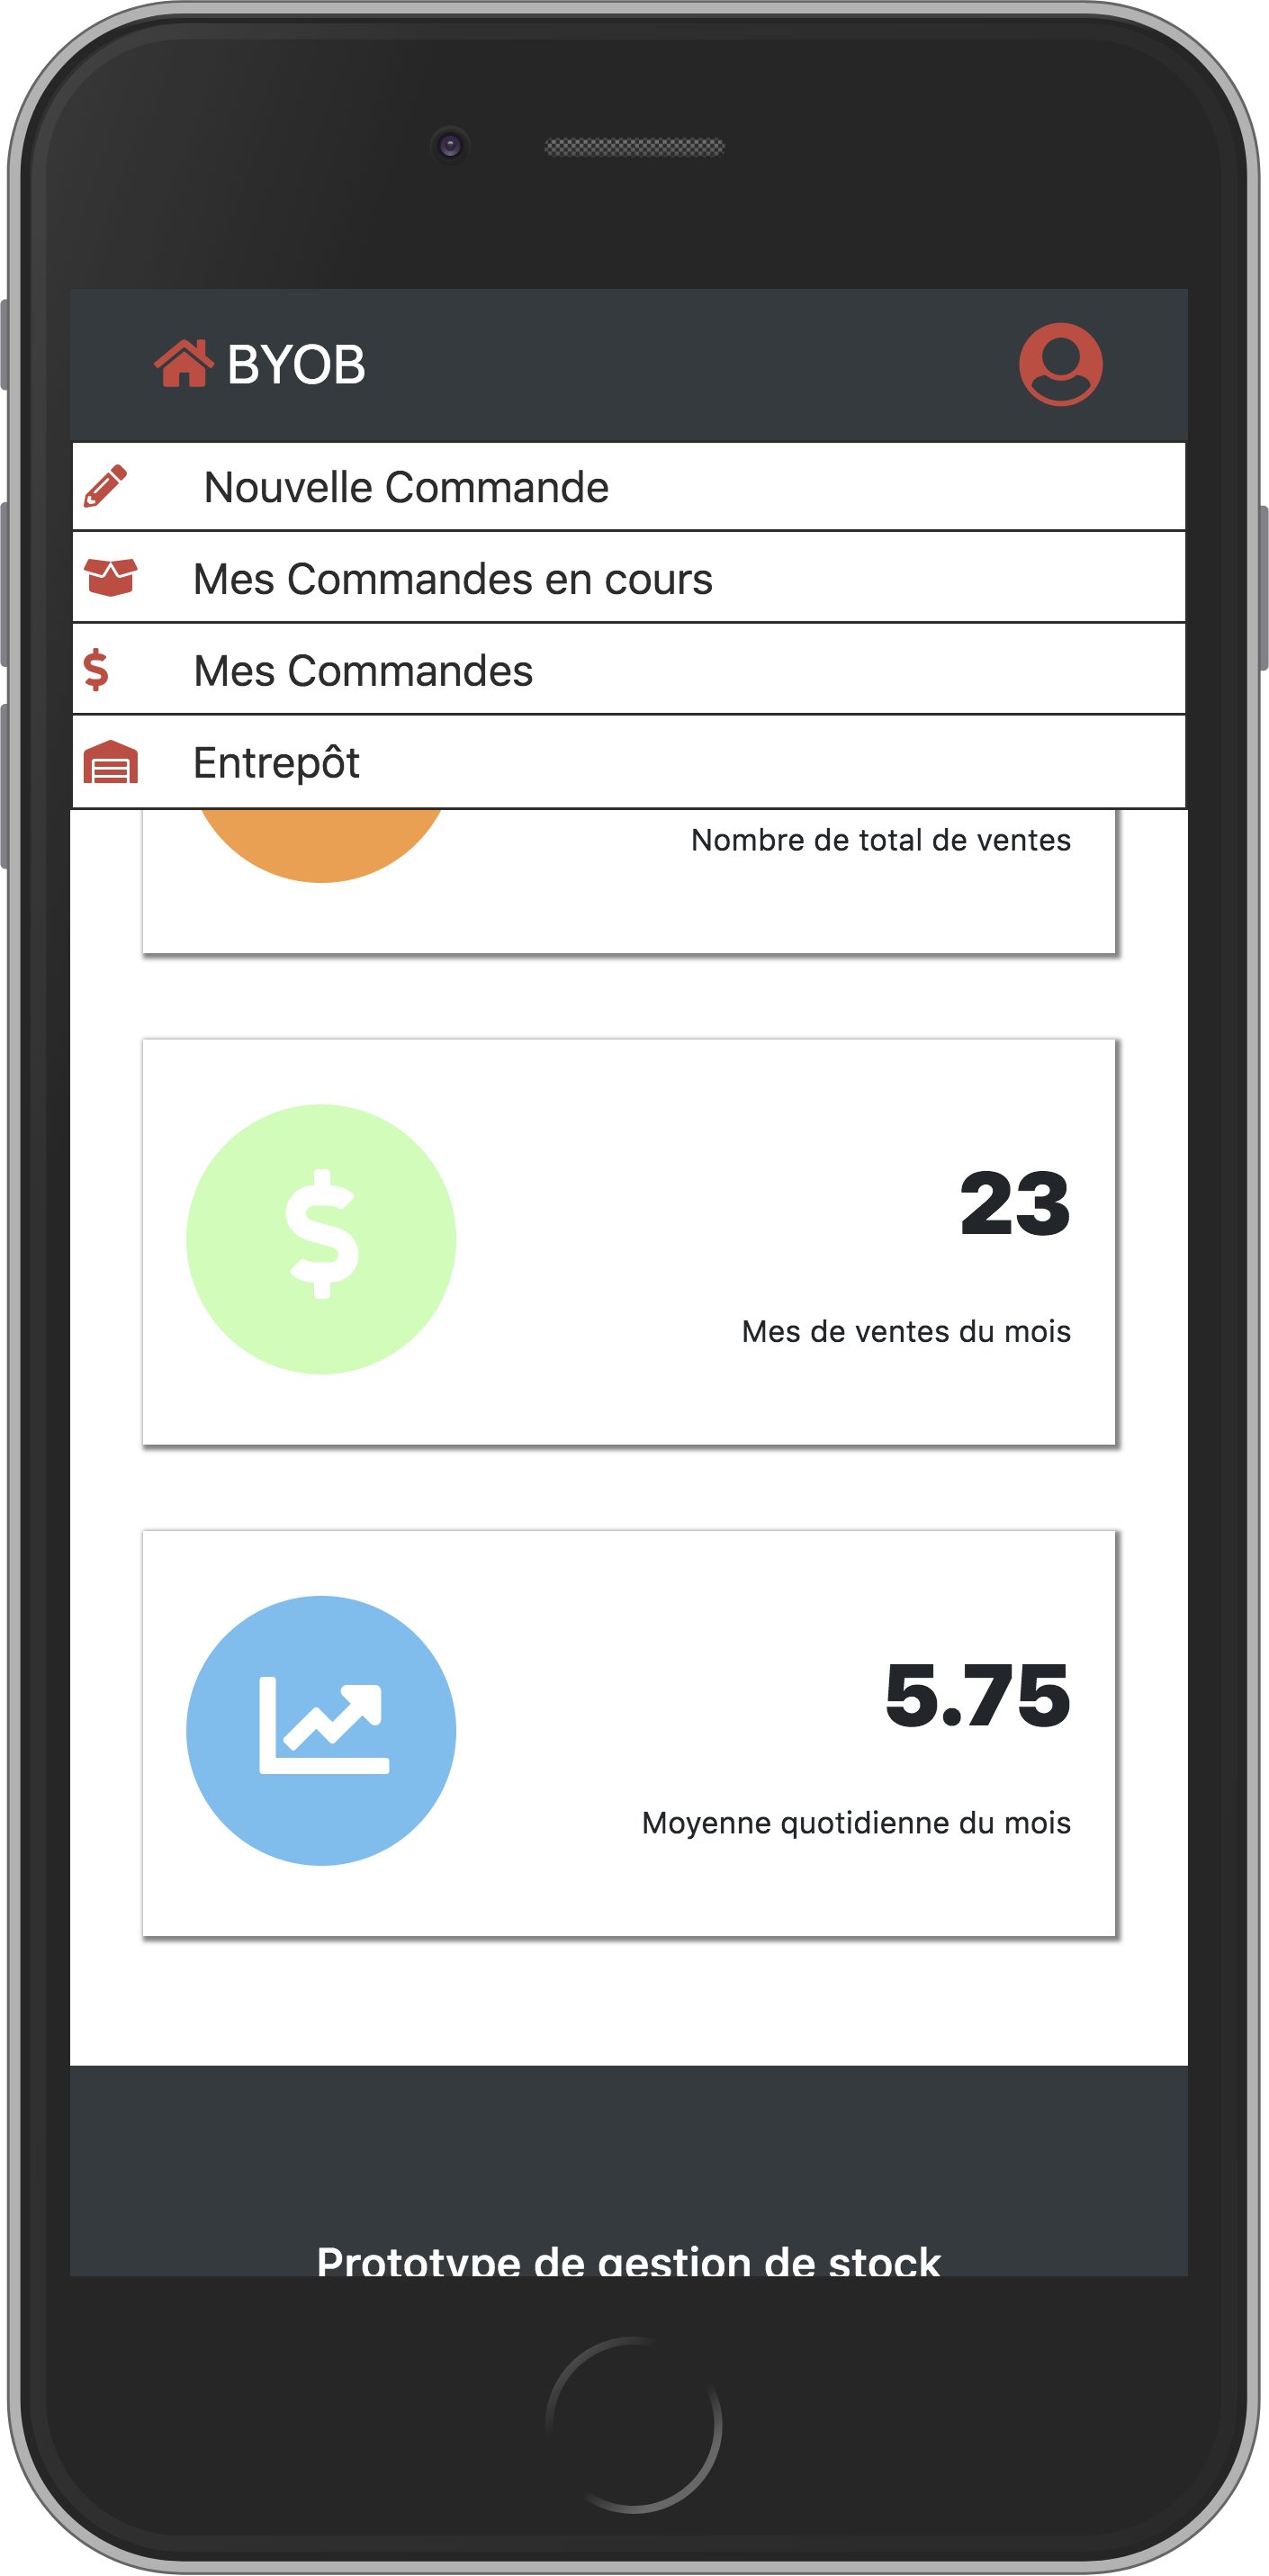 BYOB
Nouvelle Commande
Mes Commandes en cours
Mes Commandes
Entrepôt
Nombre de total de ventes
23
Mes de ventes du mois
5.75
Moyenne quotidienne du mois
Prototype de gestion de stock